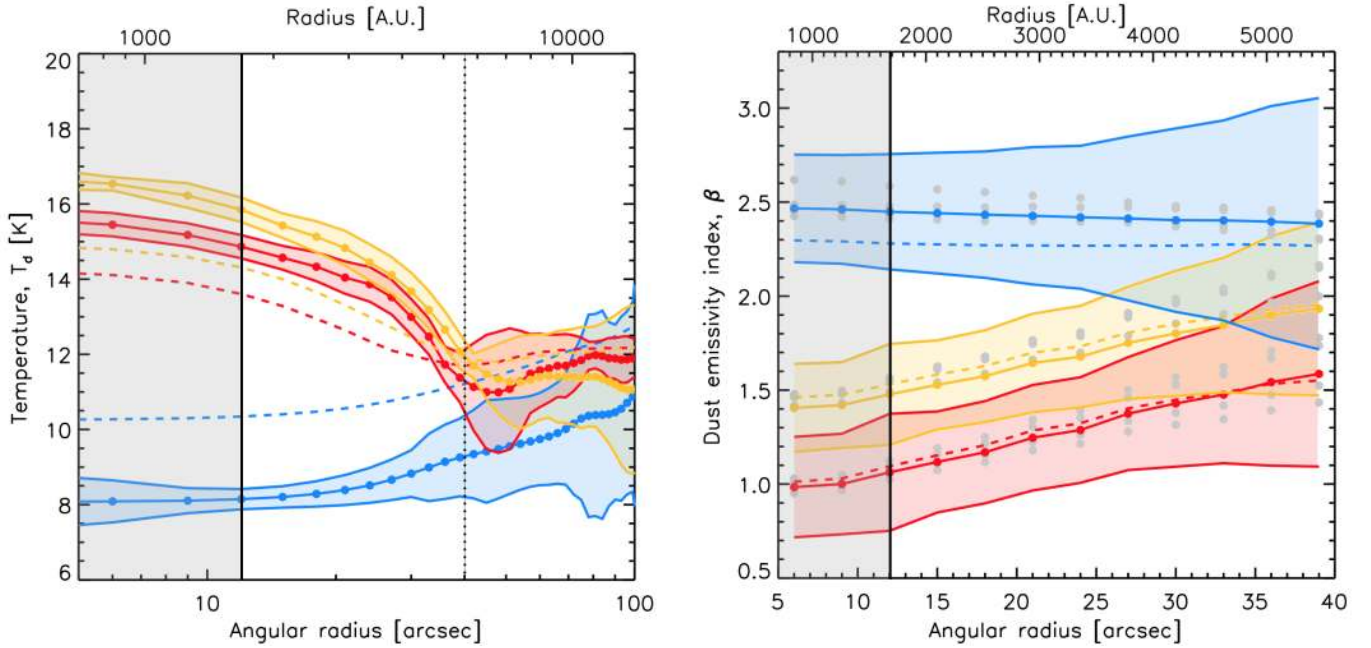 Radius [A.U.]
1000 10000
20
18
16
14
12
10
8
6
Temperature, T_d [K]
10 100
Angular radius [arcsec]
Radius [A.U.]
1000 2000 3000 4000 5000
3.0
2.5
2.0
1.5
1.0
0.5
Dust emissivity index, β
5 10 15 20 25 30 35 40
Angular radius [arcsec]